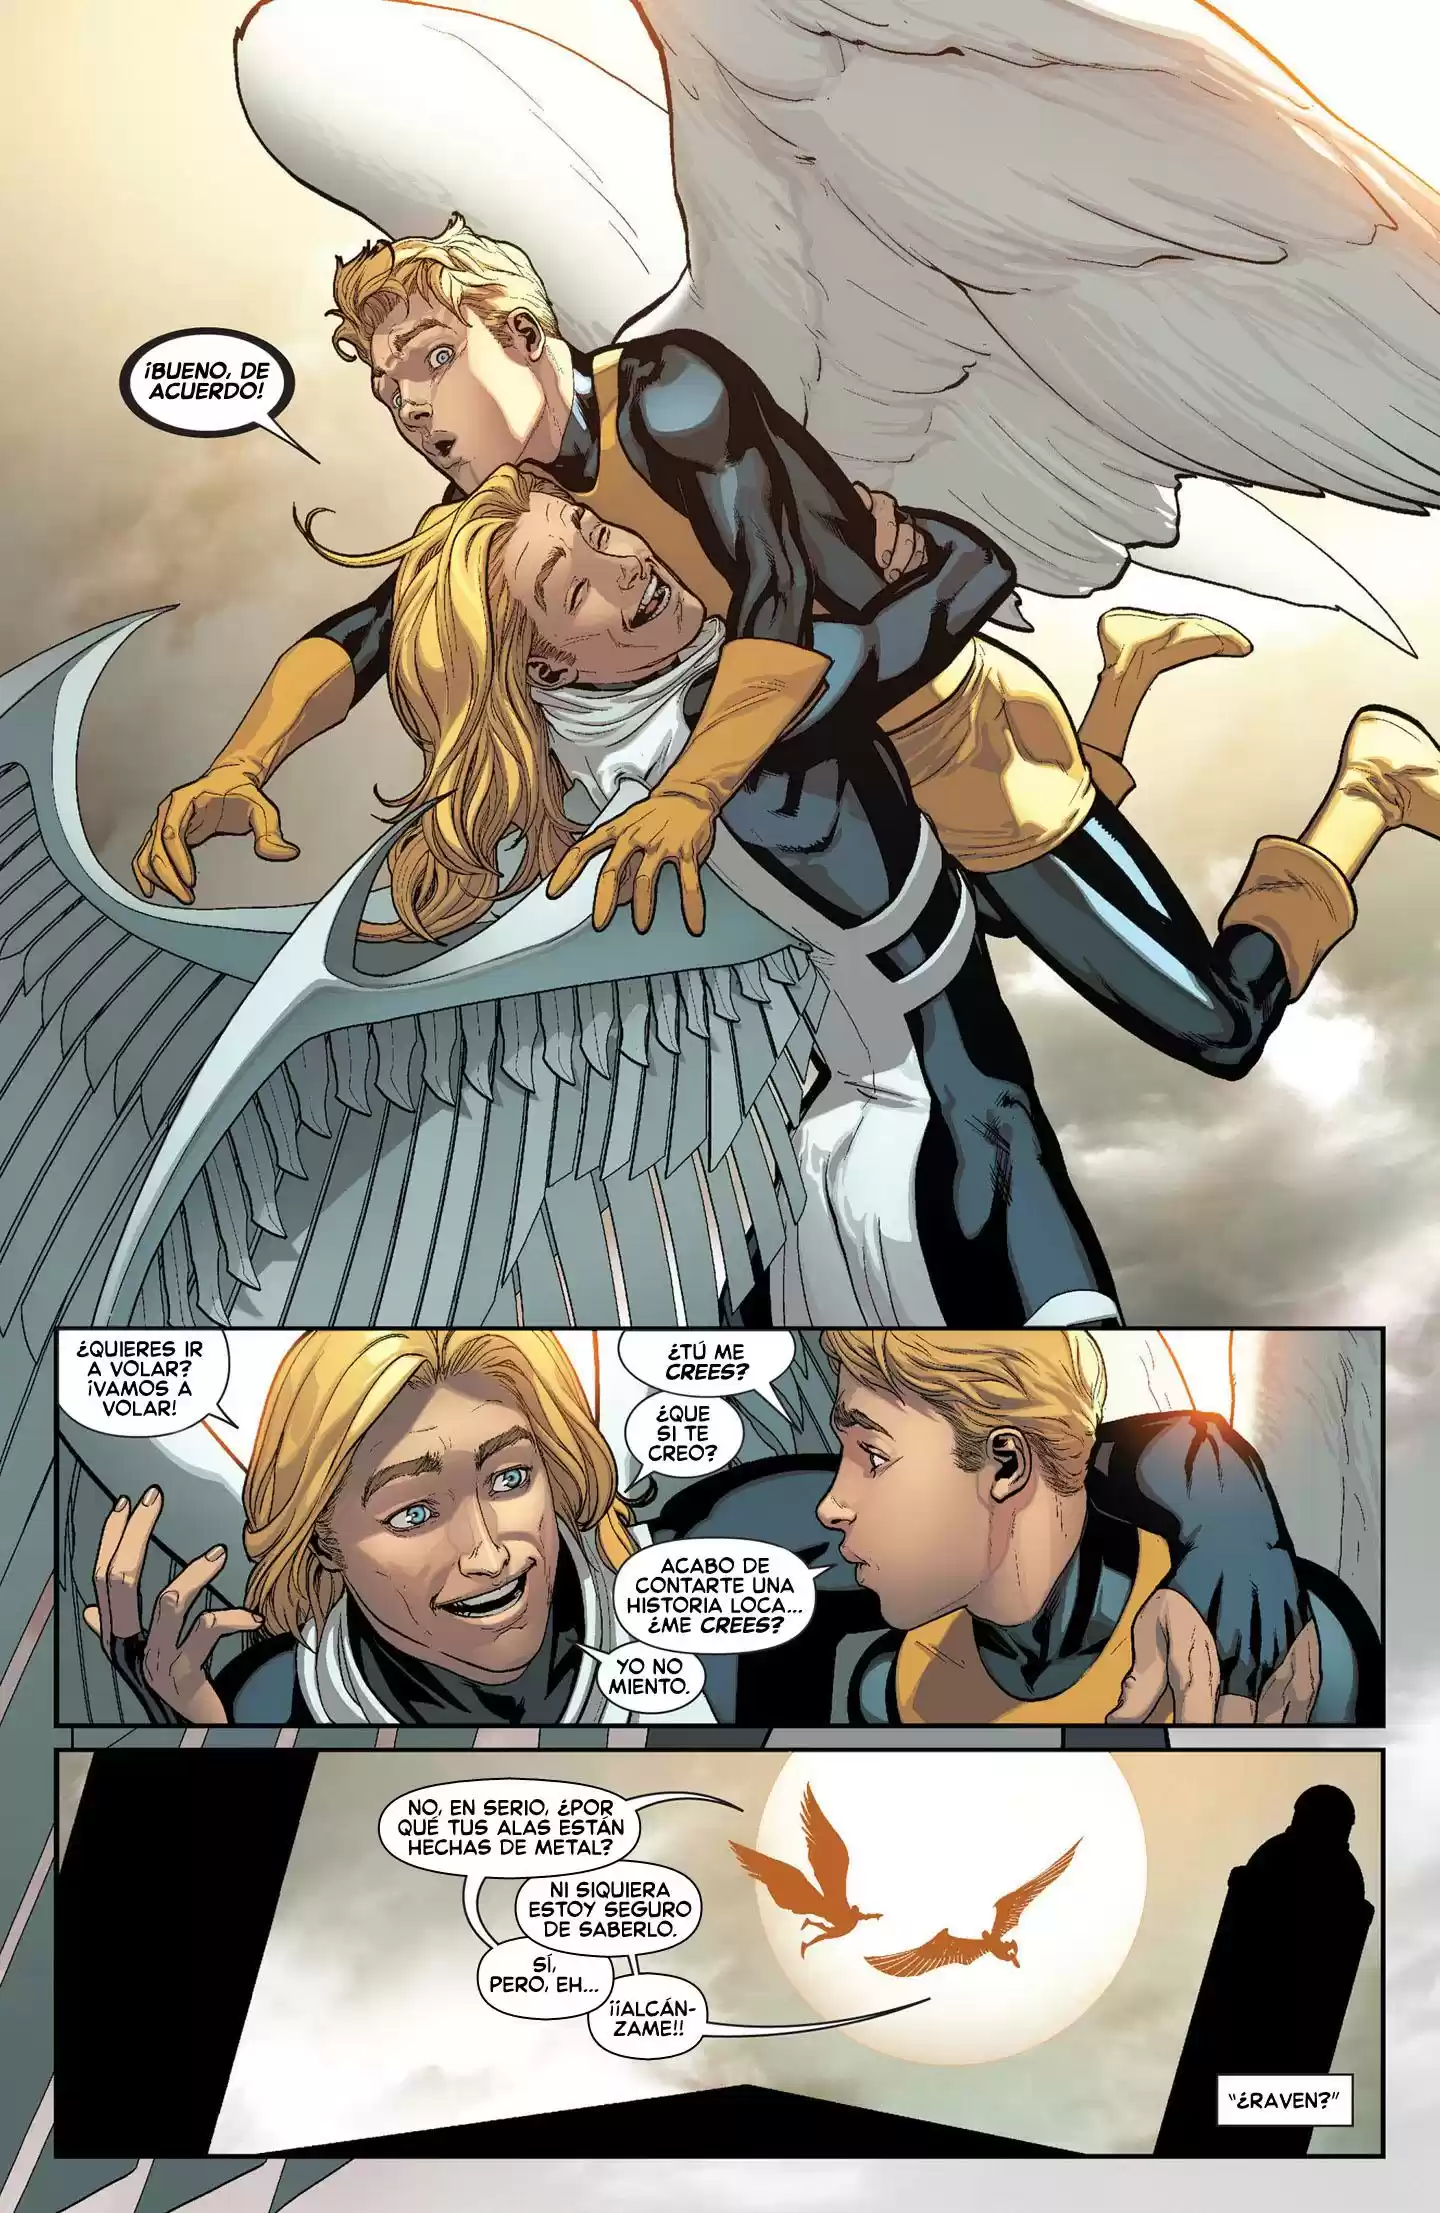 ¡BUENO, DE
ACUERDO!
¿QUIERES IR
A VOLAR?
¡VAMOS A
VOLAR!
¿TÚ ME
CREES?
¿QUE
SI TE
CREO?
ACABO DE
CONTARTE UNA
HISTORIA LOCA...
¿ME CREES?
YO NO
MIENTO.
NO, EN SERIO, ¿POR
QUÉ TUS ALAS ESTÁN
HECHAS DE METAL?
NI SIQUIERA
ESTOY SEGURO
DE SABERLO.
SÍ,
PERO, EH...
¡¡ALCÁN-
ZAME!!
"¿RAVEN?"